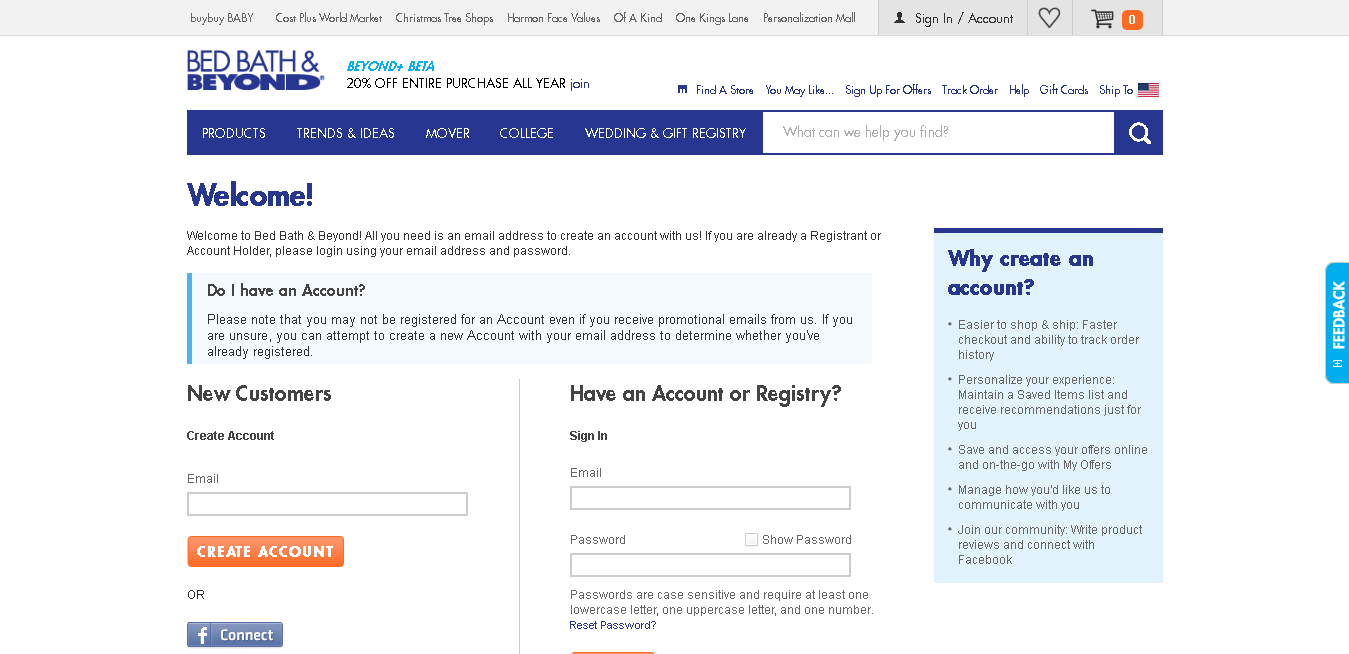 buybuy BABY Cost Plus World Market Christmas Tree Shops Harmon Face Values Of A Kind One Kings Lane Personalization Mall Sign In / Account 0
BED BATH &
BEYOND®
BEYOND+ BETA
20% OFF ENTIRE PURCHASE ALL YEAR join
Find A Store You May Like... Sign Up For Offers Track Order Help Gift Cards Ship To
PRODUCTS TRENDS & IDEAS MOVER COLLEGE WEDDING & GIFT REGISTRY What can we help you find?
Welcome!
Welcome to Bed Bath & Beyond! All you need is an email address to create an account with us! If you are already a Registrant or
Account Holder, please login using your email address and password.
Do I have an Account?
Please note that you may not be registered for an Account even if you receive promotional emails from us. If you
are unsure, you can attempt to create a new Account with your email address to determine whether you've
already registered.
New Customers
Create Account
Email
CREATE ACCOUNT
OR
f Connect
Have an Account or Registry?
Sign In
Email
Password Show Password
Passwords are case sensitive and require at least one
lowercase letter, one uppercase letter, and one number.
Reset Password?
Why create an
account?
• Easier to shop & ship: Faster
checkout and ability to track order
history
• Personalize your experience:
Maintain a Saved Items list and
receive recommendations just for
you
• Save and access your offers online
and on-the-go with My Offers
• Manage how you'd like us to
communicate with you
• Join our community: Write product
reviews and connect with
Facebook
FEEDBACK